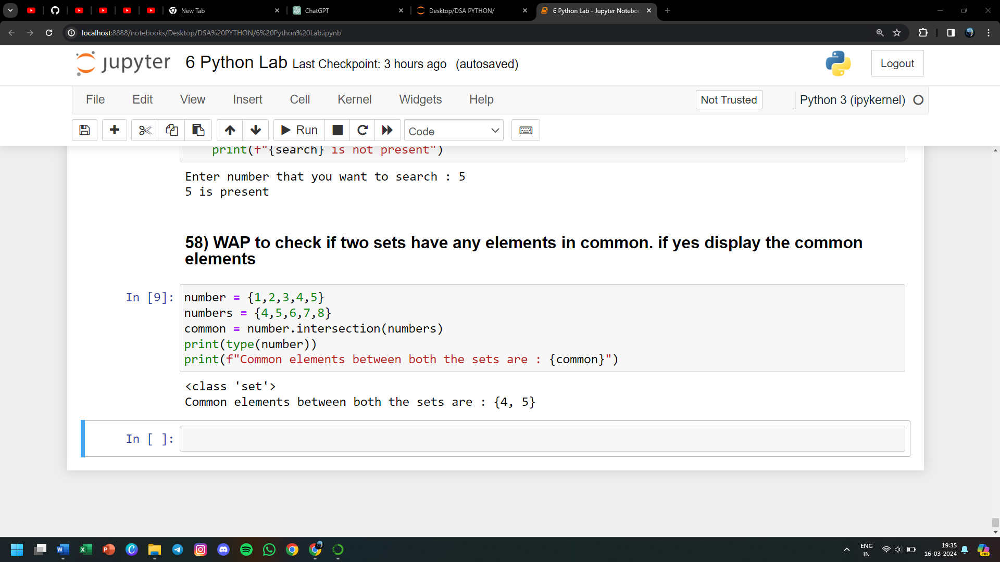 New Tab
ChatGPT
Desktop/DSA PYTHON/
6 Python Lab - Jupyter Notebo
localhost:8888/notebooks/Desktop/DSA%20PYTHON/6%20Python%20Lab.ipynb
jupyter 6 Python Lab Last Checkpoint: 3 hours ago (autosaved)
Logout
File Edit View Insert Cell Kernel Widgets Help
Not Trusted
Python 3 (ipykernel)
Run
Code
print(f"{search} is not present")
Enter number that you want to search : 5
5 is present
58) WAP to check if two sets have any elements in common. if yes display the common
elements
In [9]:
number = {1,2,3,4,5}
numbers = {4,5,6,7,8}
common = number.intersection(numbers)
print(type(number))
print(f"Common elements between both the sets are : {common}")
<class 'set'>
Common elements between both the sets are : {4, 5}
In [ ]:
ENG
IN
19:35
16-03-2024